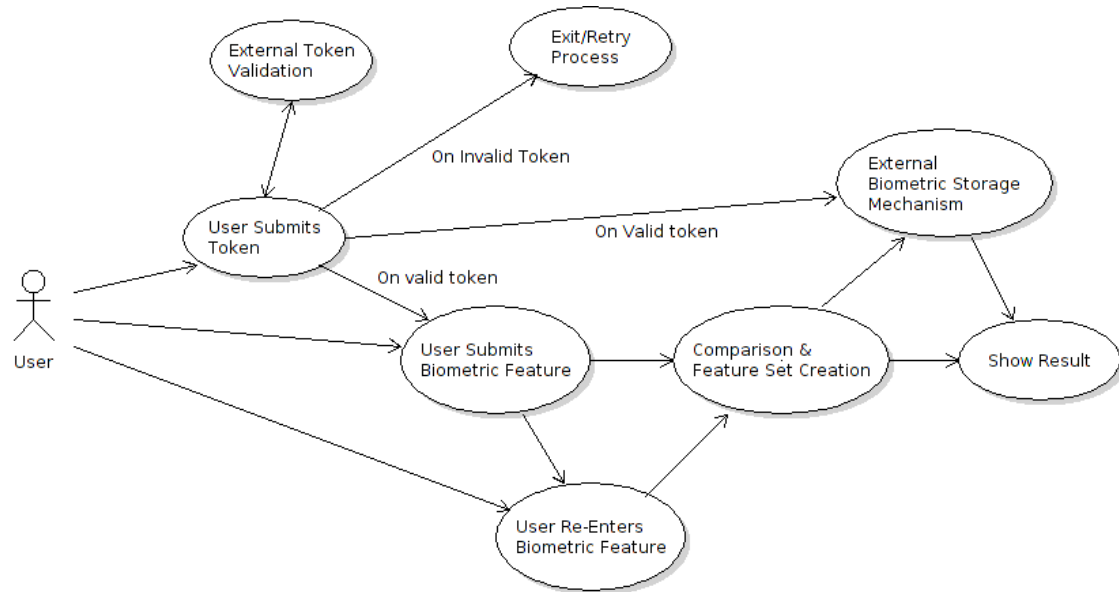 External Token
Validation
Exit/Retry
Process
On Invalid Token
External
Biometric Storage
Mechanism
User Submits
Token
On Valid token
On valid token
User
User Submits
Biometric Feature
Comparison &
Feature Set Creation
Show Result
User Re-Enters
Biometric Feature